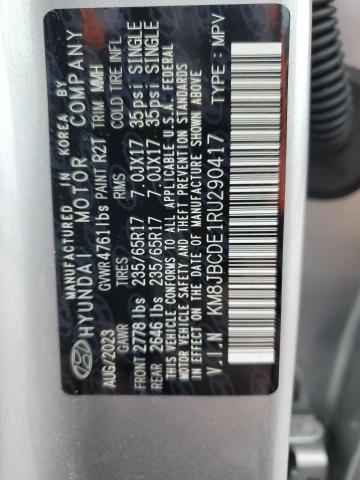 MANUFACTURED IN KOREA BY
HYUNDAI MOTOR COMPANY
GVWR 4761 lbs PAINT R2T TRIM MMH
AUG/2023 GAWR TIRES RIMS COLD TIRE INFL
FRONT 2778 lbs 235/65R17 7.0JX17 35psi SINGLE
REAR 2646 lbs 235/65R17 7.0JX17 35psi SINGLE
THIS VEHICLE CONFORMS TO ALL APPLICABLE U.S.A. FEDERAL
MOTOR VEHICLE SAFETY AND THEFT PREVENTION STANDARDS
IN EFFECT ON THE DATE OF MANUFACTURE SHOWN ABOVE.
V.I.N KM8JBCDE1RU290417 TYPE: MPV